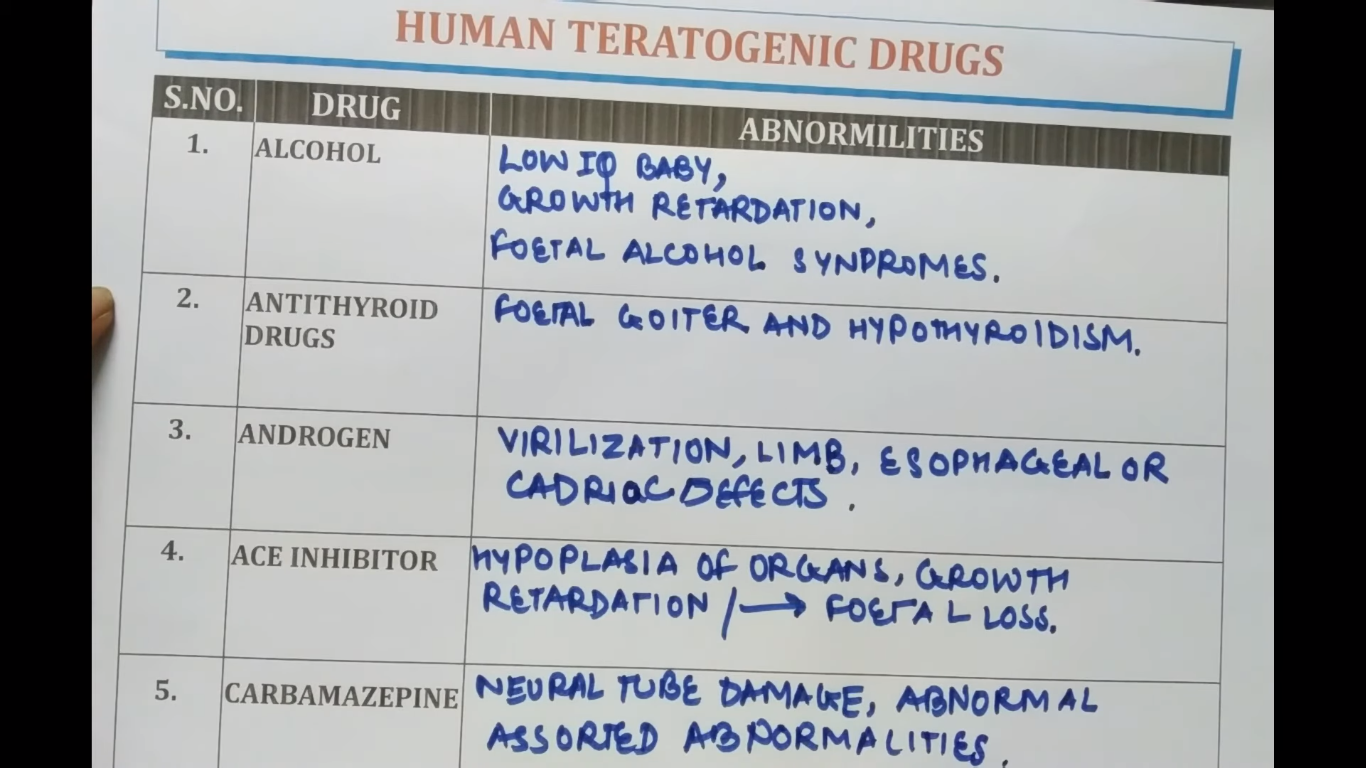 HUMAN TERATOGENIC DRUGS
S.NO. DRUG ABNORMILITIES
1. ALCOHOL LOW IQ BABY,
GROWTH RETARDATION,
FOETAL ALCOHOL SYNDROMES.
2. ANTITHYROID DRUGS FOETAL GOITER AND HYPOTHYROIDISM.
3. ANDROGEN VIRILIZATION, LIMB, ESOPHAGEAL OR
CADRIAC DEFECTS.
4. ACE INHIBITOR HYPOPLASIA OF ORGANS, GROWTH
RETARDATION / → FOETAL LOSS.
5. CARBAMAZEPINE NEURAL TUBE DAMAGE, ABNORMAL
ASSORTED ABNORMALITIES.